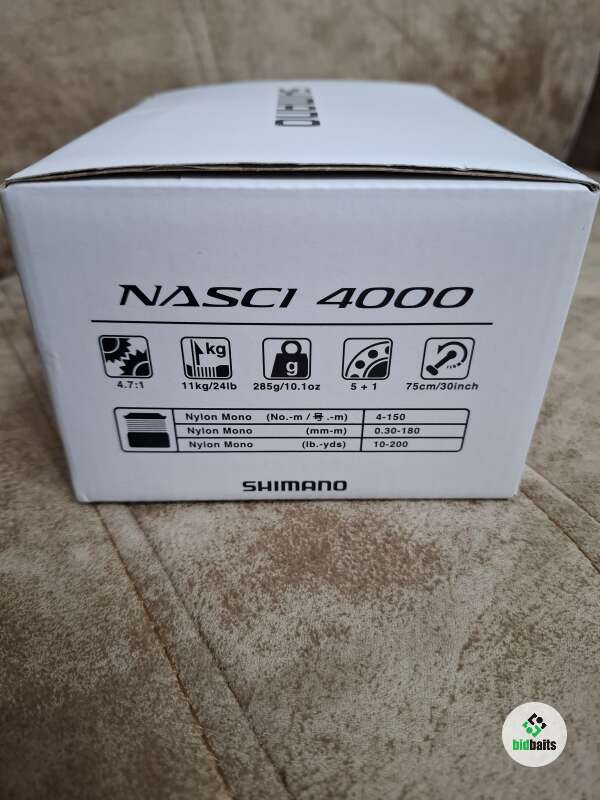 SHIMANO
NASCI 4000
kg
g
4.7:1
11kg/24lb
285g/10.1oz
5 + 1
75cm/30inch
Nylon Mono (No.-m / 号.-m) 4-150
Nylon Mono (mm-m) 0.30-180
Nylon Mono (lb.-yds) 10-200
SHIMANO
bidbaits